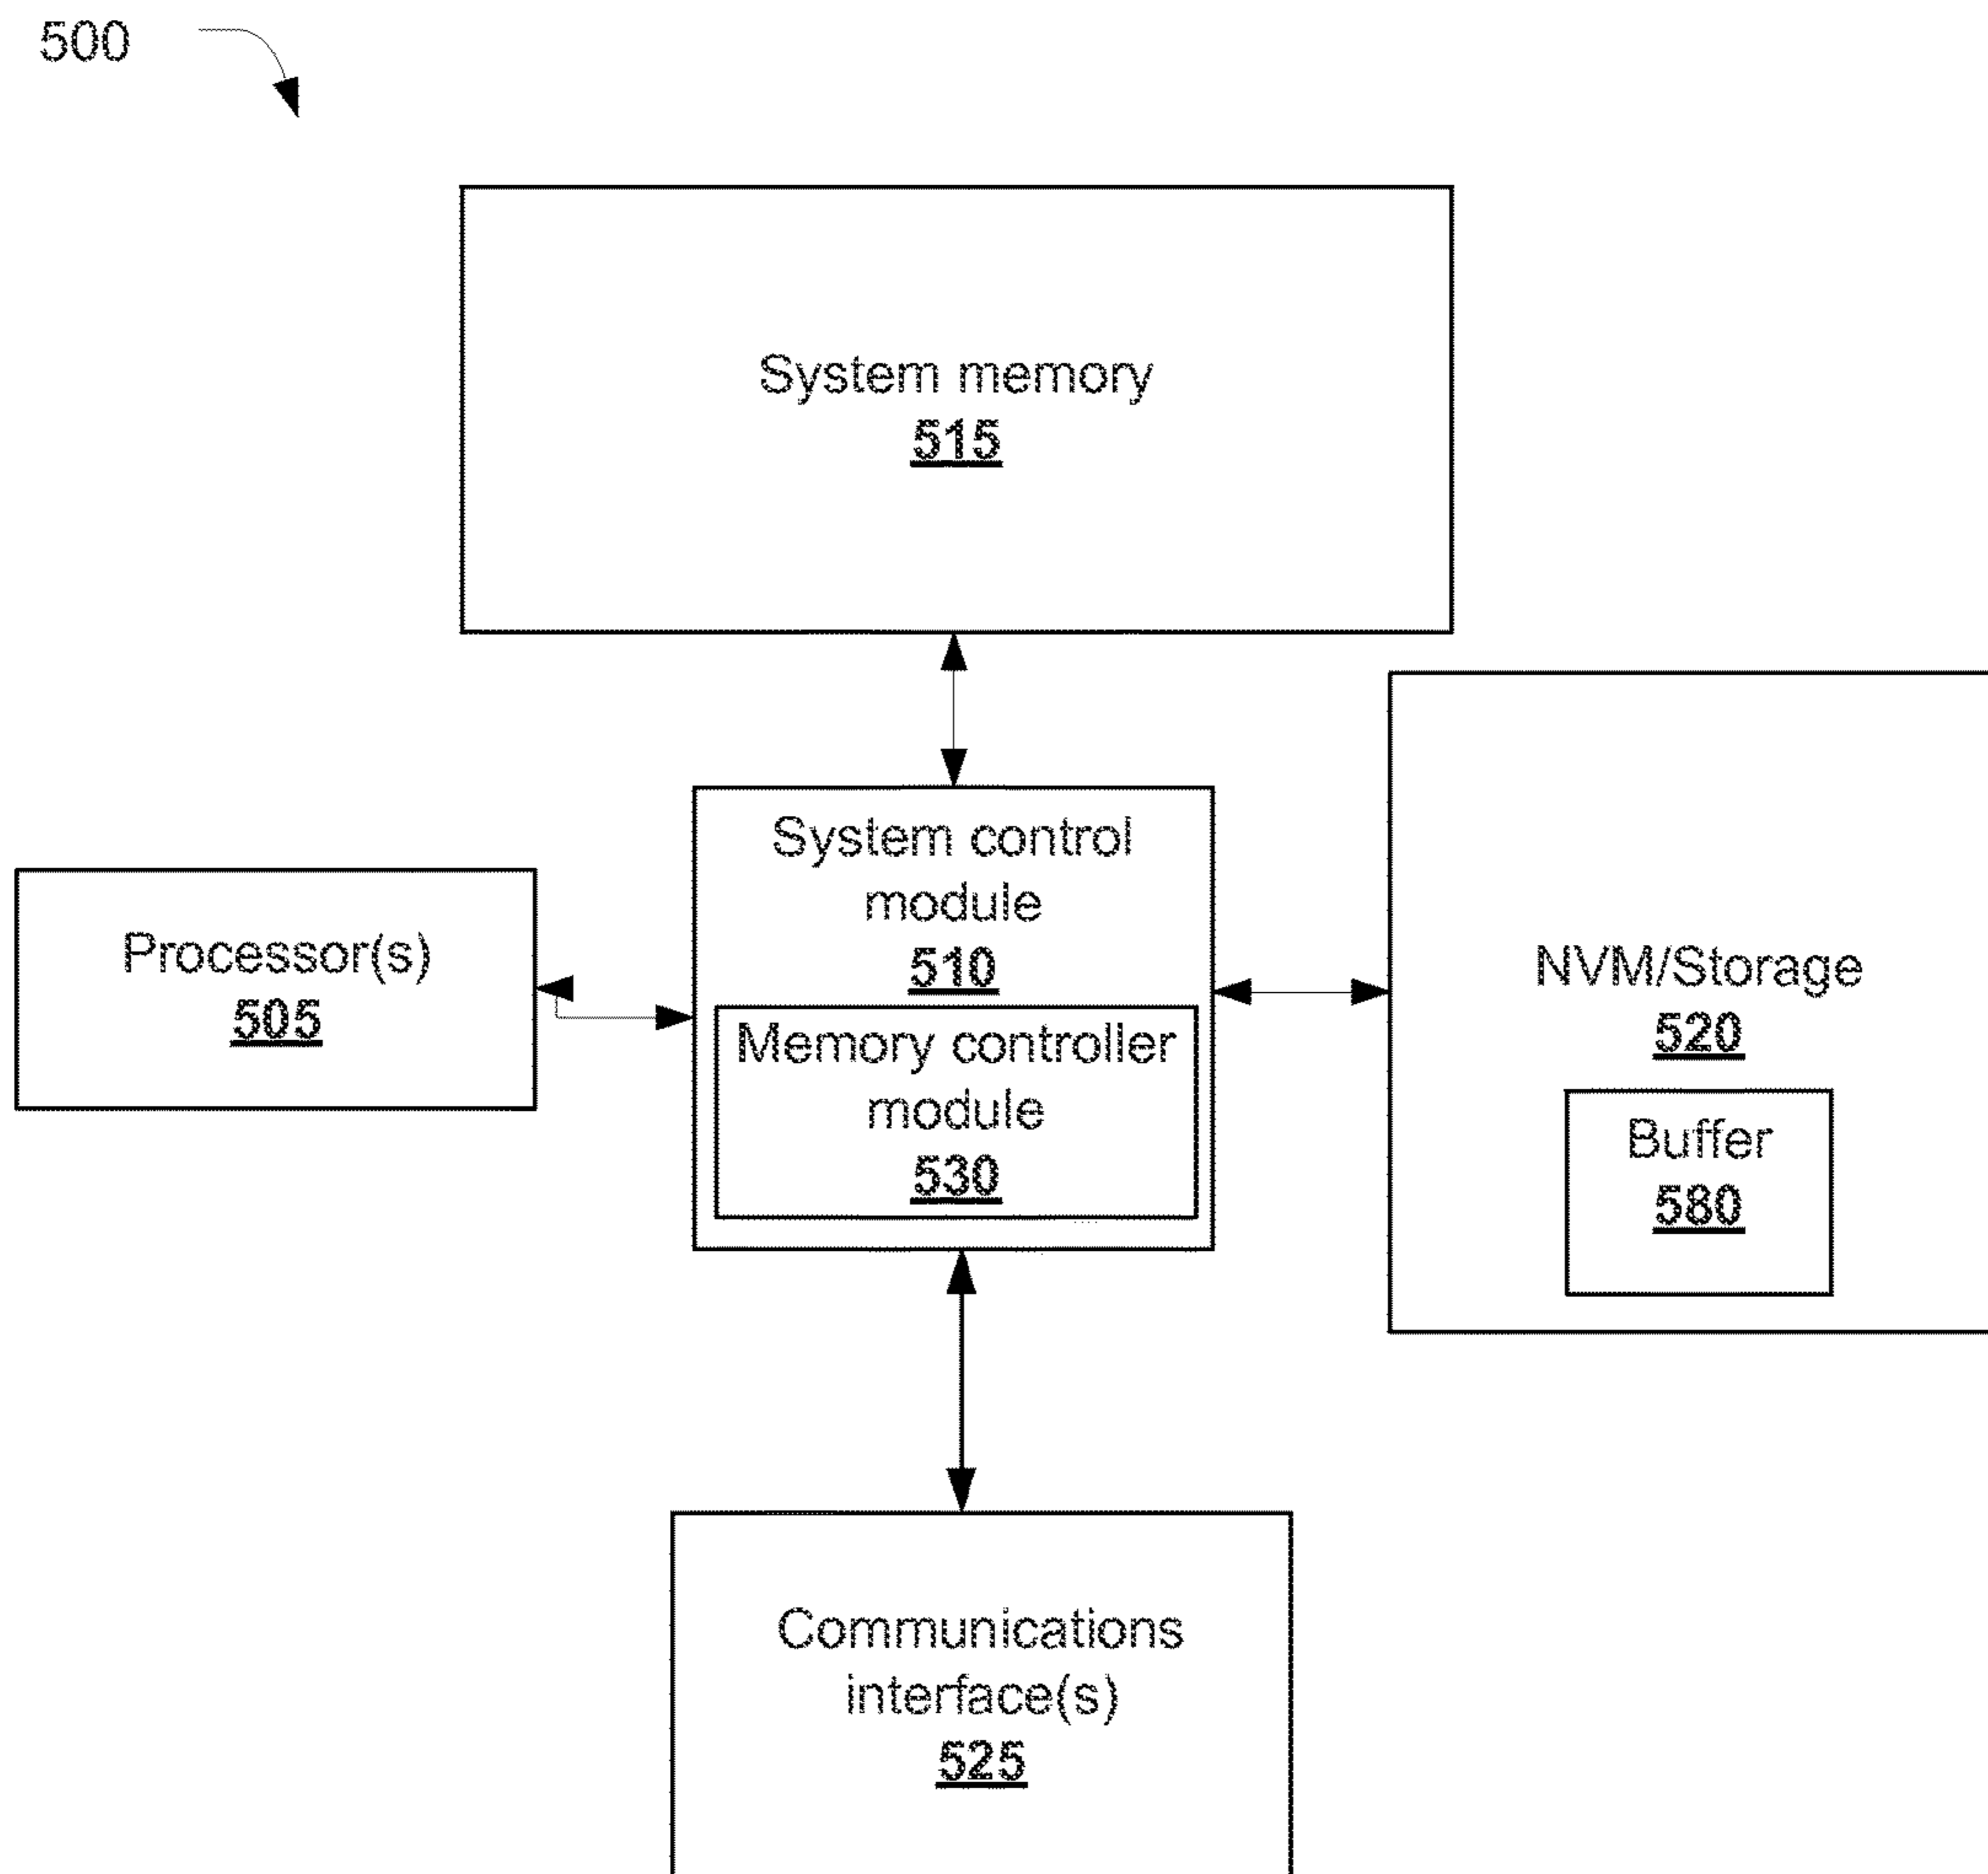 500
System memory
515
System control
module
510
Memory controller
module
530
Processor(s)
505
NVM/Storage
520
Buffer
580
Communications
interface(s)
525